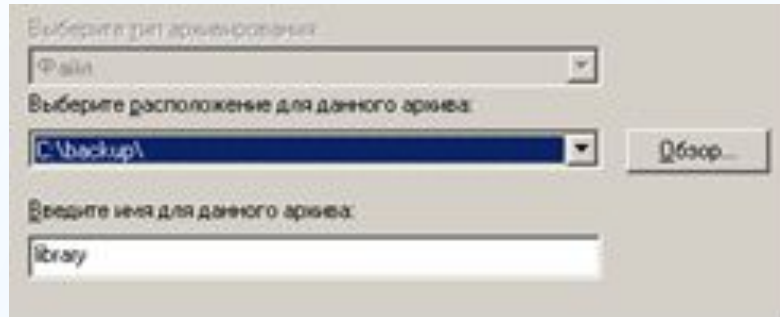 Выберите тип архивирования
Файл
Выберите расположение для данного архива:
C:\backup\
Обзор...
Введите имя для данного архива:
library